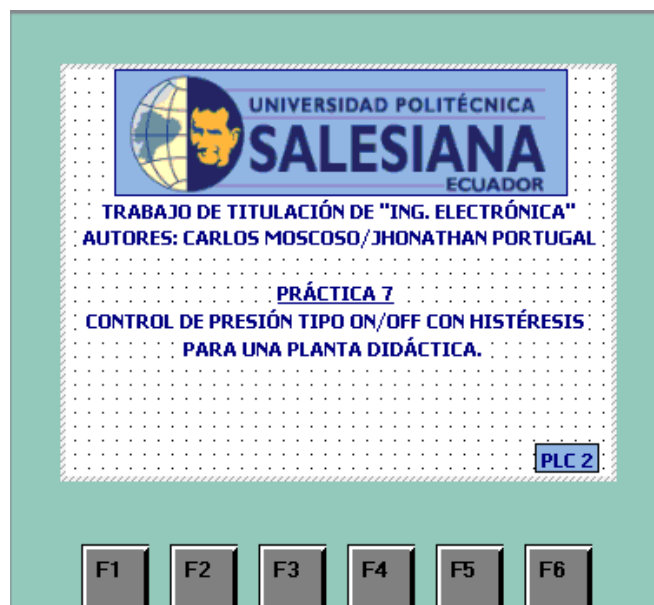 UNIVERSIDAD POLITÉCNICA
SALESIANA
ECUADOR
TRABAJO DE TITULACIÓN DE "ING. ELECTRÓNICA"
AUTORES: CARLOS MOSCOSO/JHONATHAN PORTUGAL
PRÁCTICA 7
CONTROL DE PRESIÓN TIPO ON/OFF CON HISTÉRESIS
PARA UNA PLANTA DIDÁCTICA.
PLC 2
F1 F2 F3 F4 F5 F6